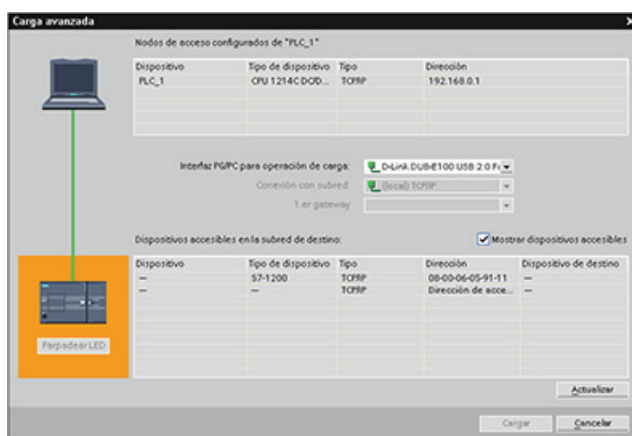 Carga avanzada
Nodos de acceso configurados de "PLC_1"
Dispositivo Tipo de dispositivo Tipo Dirección
PLC_1 CPU 1214C DC/D... TCP/IP 192.168.0.1
Interfaz PG/PC para operación de carga: D-Link DUB-E100 USB 2.0 Fa
Conexión con subred: (local) TCP/IP
1.er gateway
Dispositivos accesibles en la subred de destino: Mostrar dispositivos accesibles
Dispositivo Tipo de dispositivo Tipo Dirección Dispositivo de destino
— S7-1200 TCP/IP 08-00-06-05-91-11 —
— — TCP/IP Dirección de acce... —
Parpadear LED
Actualizar
Cargar Cancelar